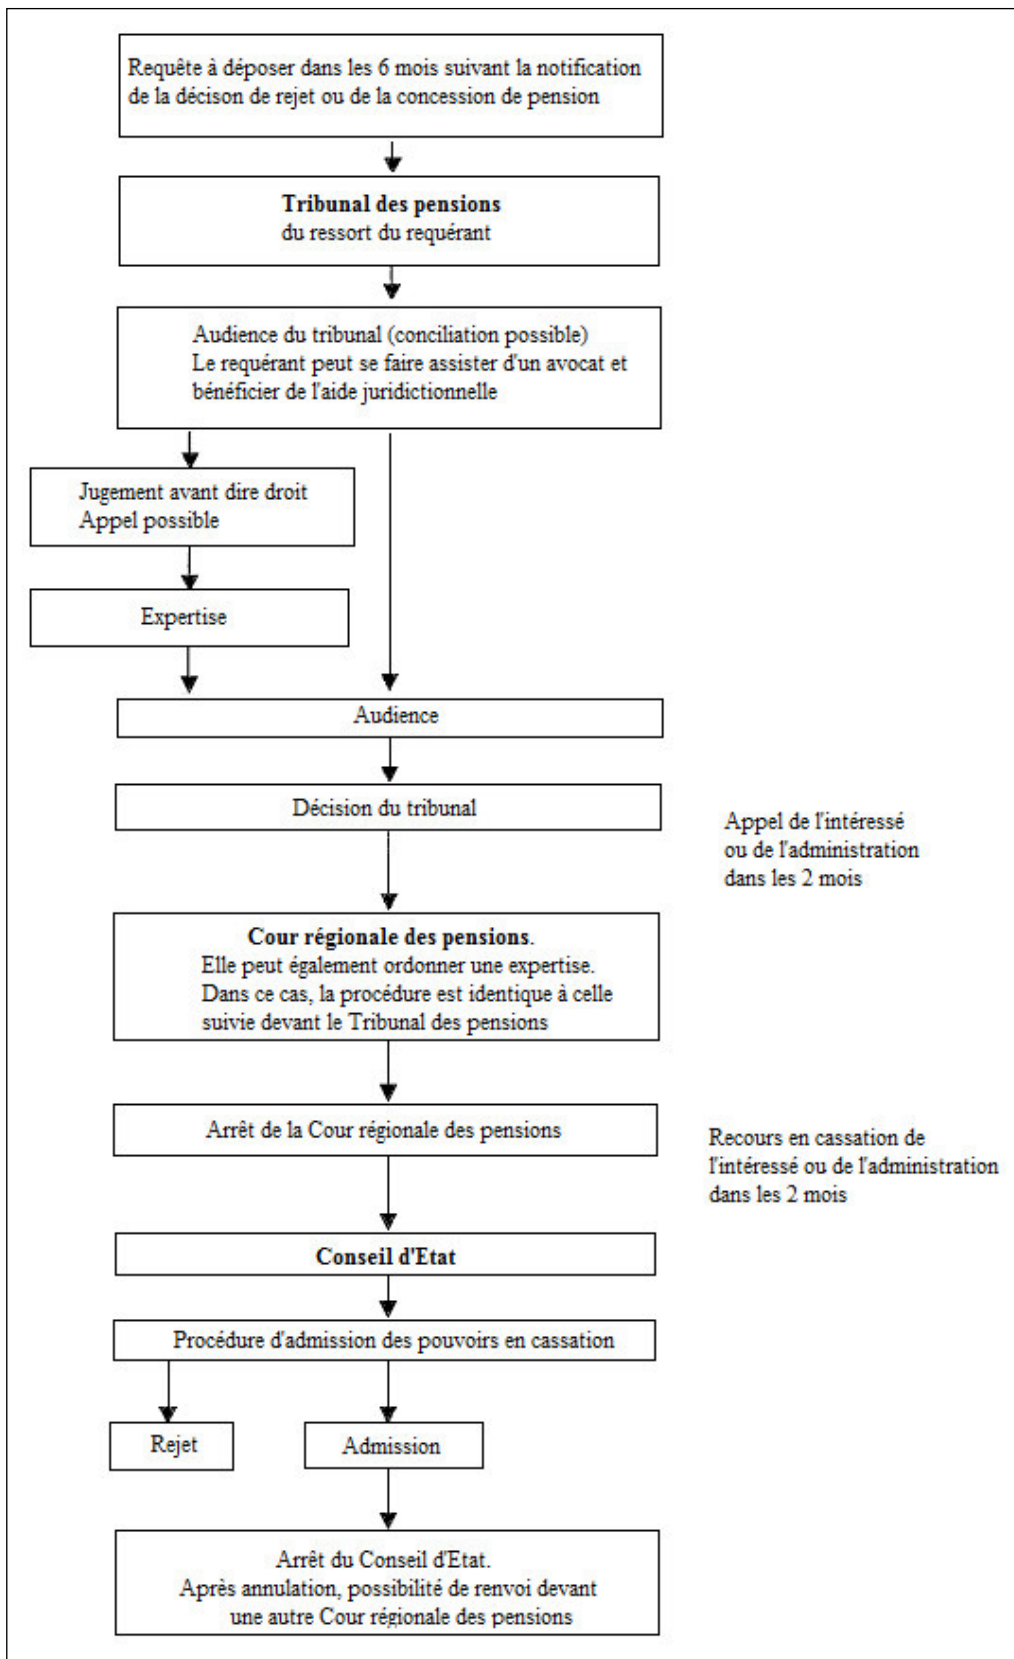 Requête à déposer dans les 6 mois suivant la notification
de la décison de rejet ou de la concession de pension
Tribunal des pensions
du ressort du requérant
Audience du tribunal (conciliation possible)
Le requérant peut se faire assister d'un avocat et
bénéficier de l'aide juridictionnelle
Jugement avant dire droit
Appel possible
Expertise
Audience
Décision du tribunal
Appel de l'intéressé
ou de l'administration
dans les 2 mois
Cour régionale des pensions.
Elle peut également ordonner une expertise.
Dans ce cas, la procédure est identique à celle
suivie devant le Tribunal des pensions
Arrêt de la Cour régionale des pensions
Recours en cassation de
l'intéressé ou de l'administration
dans les 2 mois
Conseil d'Etat
Procédure d'admission des pouvoirs en cassation
Rejet
Admission
Arrêt du Conseil d'Etat.
Après annulation, possibilité de renvoi devant
une autre Cour régionale des pensions